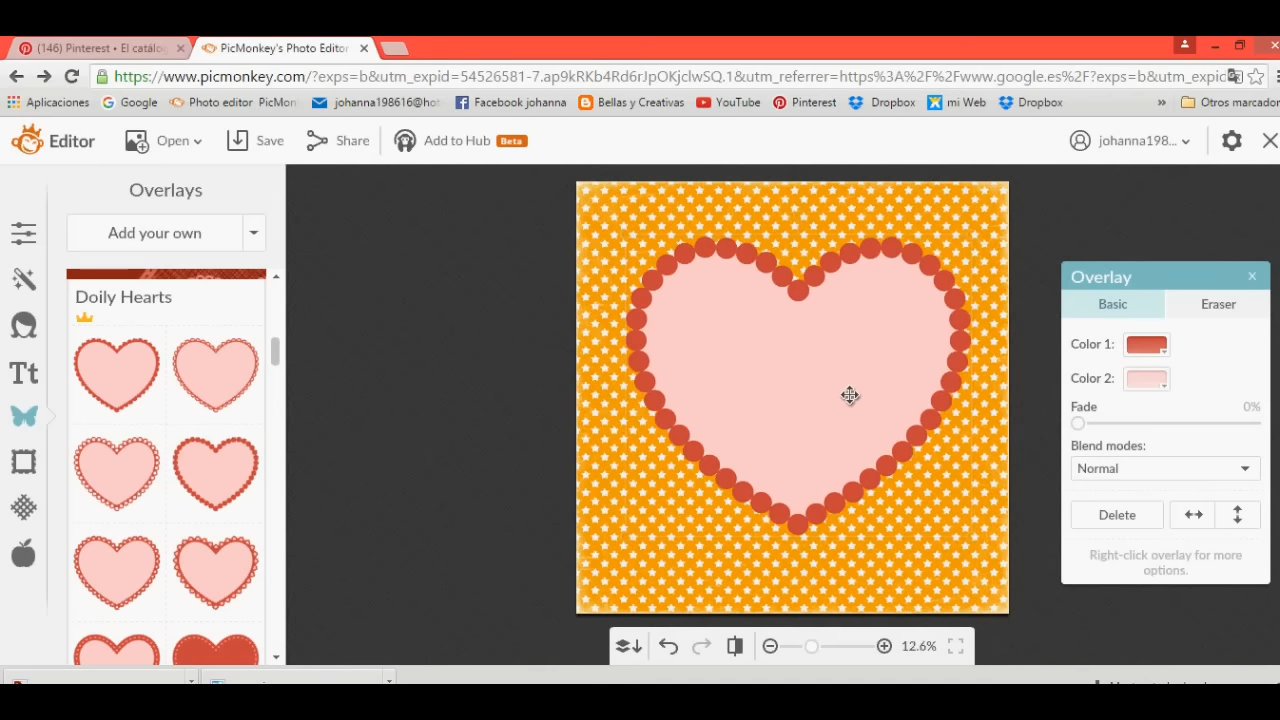 (146) Pinterest • El catálo
PicMonkey's Photo Editor
https://www.picmonkey.com/?exps=b&utm_expid=54526581-7.ap9kRKb4Rd6rJpOKjclwSQ.1&utm_referrer=https%3A%2F%2Fwww.google.es%2F?exps=b&utm_expic
Aplicaciones Google Photo editor PicMon johanna198616@ho Facebook johanna Bellas y Creativas YouTube Pinterest Dropbox mi Web Dropbox » Otros marcador
Editor Open Save Share Add to Hub Beta johanna198...
Overlays
Add your own
Doily Hearts
Tt
Overlay
Basic Eraser
Color 1:
Color 2:
Fade 0%
Blend modes:
Normal
Delete
Right-click overlay for more
options.
12.6%